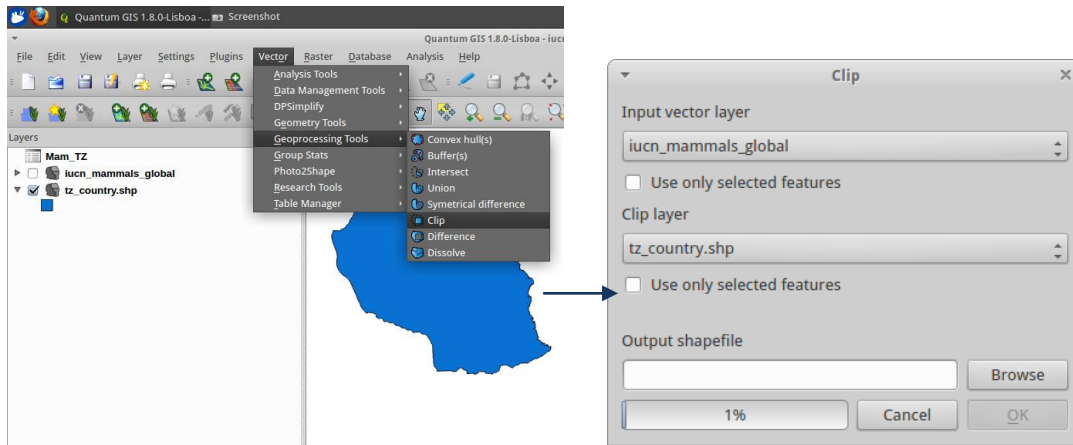 Quantum GIS 1.8.0-Lisboa -... Screenshot
Quantum GIS 1.8.0-Lisboa - iuc
File Edit View Layer Settings Plugins Vector Raster Database Analysis Help
Analysis Tools
Data Management Tools
DPSimplify
Geometry Tools
Geoprocessing Tools
Group Stats
Photo2Shape
Research Tools
Table Manager
Convex hull(s)
Buffer(s)
Intersect
Union
Symetrical difference
Clip
Difference
Dissolve
Layers
Mam_TZ
iucn_mammals_global
tz_country.shp
Clip
Input vector layer
iucn_mammals_global
Use only selected features
Clip layer
tz_country.shp
Use only selected features
Output shapefile
Browse
1% Cancel OK